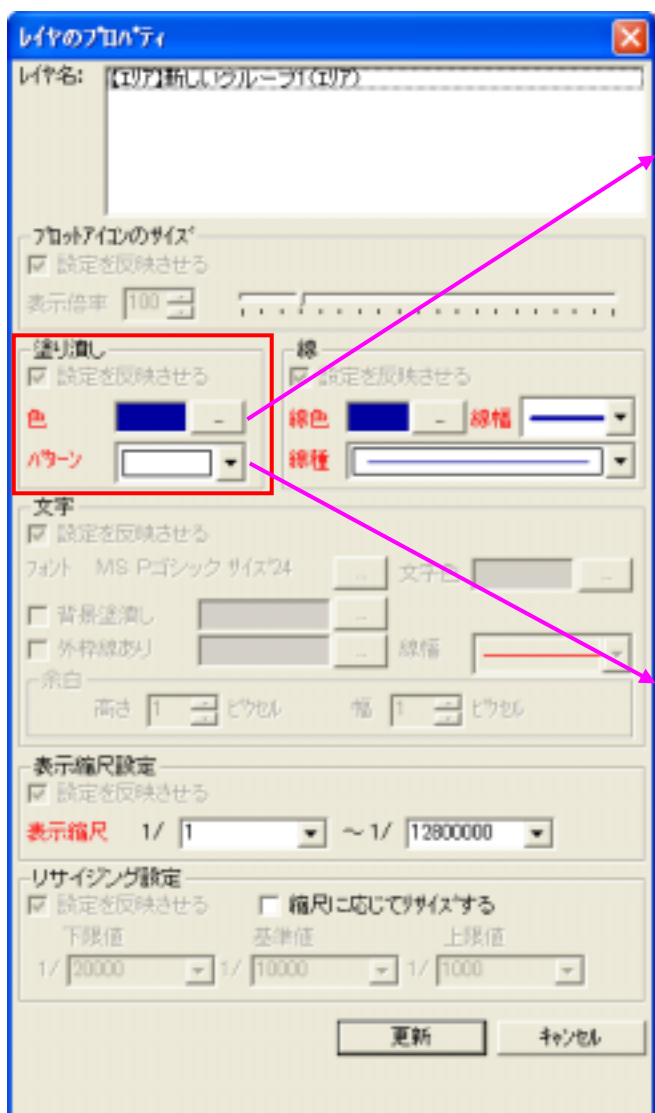 ﾚｲﾔのﾌﾟﾛﾊﾟﾃｨ
ﾚｲﾔ名: 【ｴﾘｱ】新しいグループ1(ｴﾘｱ)
ﾌﾟﾛｯﾄｱｲｺﾝのｻｲｽﾞ
設定を反映させる
表示倍率 100
塗り潰し
設定を反映させる
色 ...
ﾊﾟﾀｰﾝ
線
設定を反映させる
線色 ... 線幅
線種
文字
設定を反映させる
ﾌｫﾝﾄ MS Pゴシック ｻｲｽﾞ24 ... 文字色 ...
背景塗潰し ...
外枠線あり ... 線幅
余白
高さ 1 ﾋﾟｸｾﾙ 幅 1 ﾋﾟｸｾﾙ
表示縮尺設定
設定を反映させる
表示縮尺 1/ 1 ～1/ 12800000
リサイジング設定
設定を反映させる 縮尺に応じてﾘｻｲｽﾞする
下限値 基準値 上限値
1/ 20000 1/ 10000 1/ 1000
更新 ｷｬﾝｾﾙ